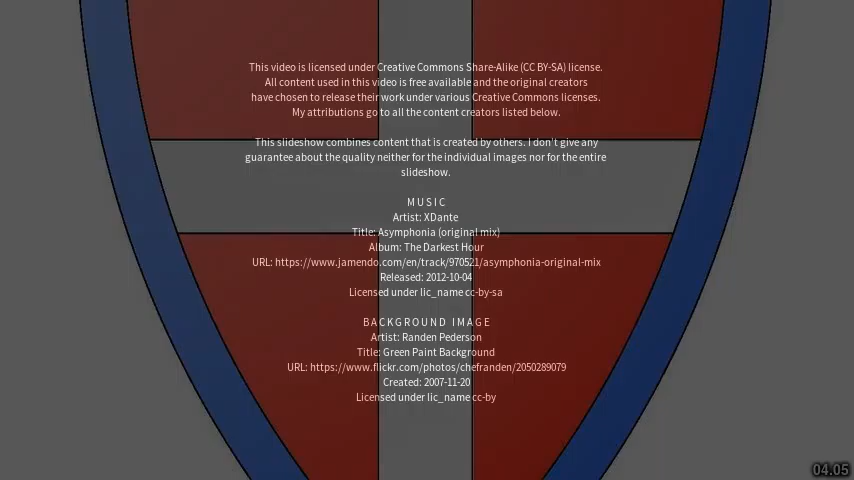 This video is licensed under Creative Commons Share-Alike (CC BY-SA) license.
All content used in this video is free available and the original creators
have chosen to release their work under various Creative Commons licenses.
My attributions go to all the content creators listed below.
This slideshow combines content that is created by others. I don't give any
guarantee about the quality neither for the individual images nor for the entire
slideshow.
MUSIC
Artist: XDante
Title: Asymphonia (original mix)
Album: The Darkest Hour
URL: https://www.jamendo.com/en/track/970521/asymphonia-original-mix
Released: 2012-10-04
Licensed under lic_name cc-by-sa
BACKGROUND IMAGE
Artist: Randen Pederson
Title: Green Paint Background
URL: https://www.flickr.com/photos/chefranden/2050289079
Created: 2007-11-20
Licensed under lic_name cc-by
04.05